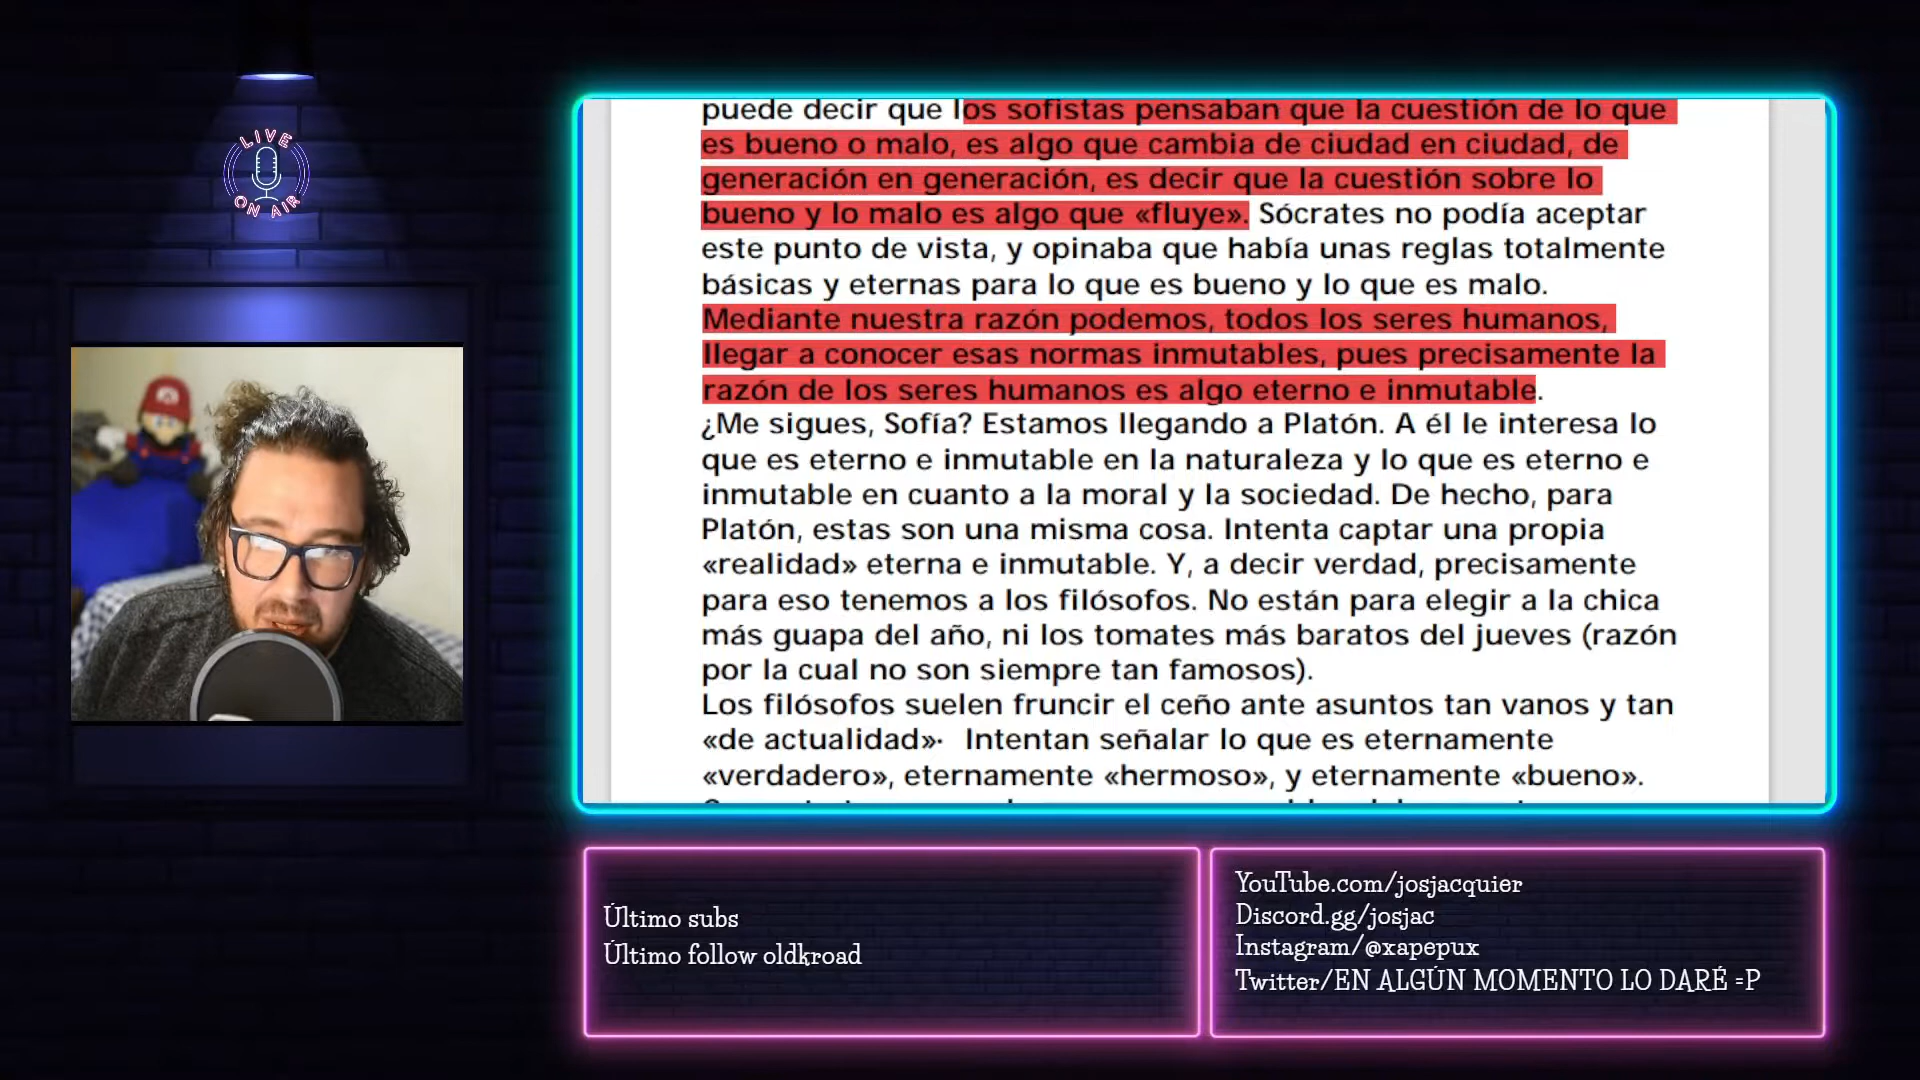 LIVE
ON AIR
puede decir que los sofistas pensaban que la cuestión de lo que
es bueno o malo, es algo que cambia de ciudad en ciudad, de
generación en generación, es decir que la cuestión sobre lo
bueno y lo malo es algo que «fluye». Sócrates no podía aceptar
este punto de vista, y opinaba que había unas reglas totalmente
básicas y eternas para lo que es bueno y lo que es malo.
Mediante nuestra razón podemos, todos los seres humanos,
llegar a conocer esas normas inmutables, pues precisamente la
razón de los seres humanos es algo eterno e inmutable.
¿Me sigues, Sofía? Estamos llegando a Platón. A él le interesa lo
que es eterno e inmutable en la naturaleza y lo que es eterno e
inmutable en cuanto a la moral y la sociedad. De hecho, para
Platón, estas son una misma cosa. Intenta captar una propia
«realidad» eterna e inmutable. Y, a decir verdad, precisamente
para eso tenemos a los filósofos. No están para elegir a la chica
más guapa del año, ni los tomates más baratos del jueves (razón
por la cual no son siempre tan famosos).
Los filósofos suelen fruncir el ceño ante asuntos tan vanos y tan
«de actualidad»· Intentan señalar lo que es eternamente
«verdadero», eternamente «hermoso», y eternamente «bueno».
Último subs
Último follow oldkroad
YouTube.com/josjacquier
Discord.gg/josjac
Instagram/@xapepux
Twitter/EN ALGÚN MOMENTO LO DARÉ =P